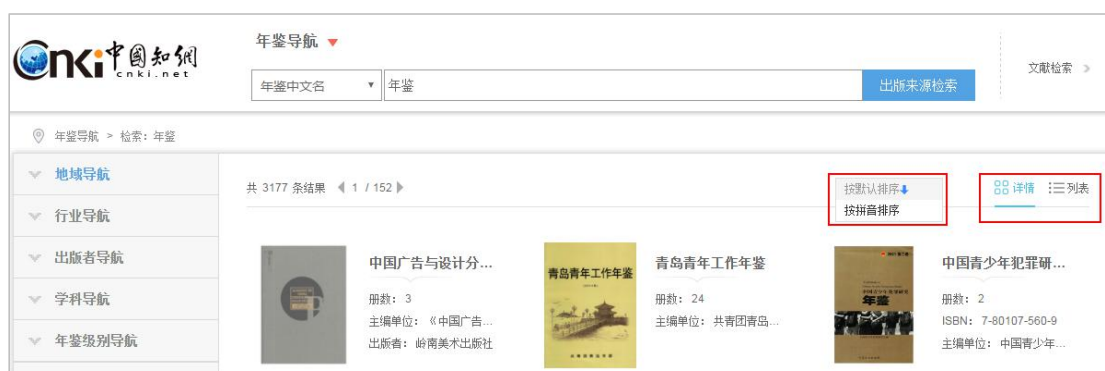 Cnki 中国知網
cnki.net
年鉴导航
年鉴中文名 年鉴 出版来源检索
文献检索
年鉴导航 > 检索: 年鉴
地域导航
行业导航
出版者导航
学科导航
年鉴级别导航
共 3177 条结果 1 / 152
按默认排序
按拼音排序
详情 列表
中国广告与设计分...
册数: 3
主编单位: 《中国广告...
出版者: 岭南美术出版社
青岛青年工作年鉴
青岛青年工作年鉴
册数: 24
主编单位: 共青团青岛...
年鉴
中国青少年犯罪研...
册数: 2
ISBN: 7-80107-560-9
主编单位: 中国青少年...